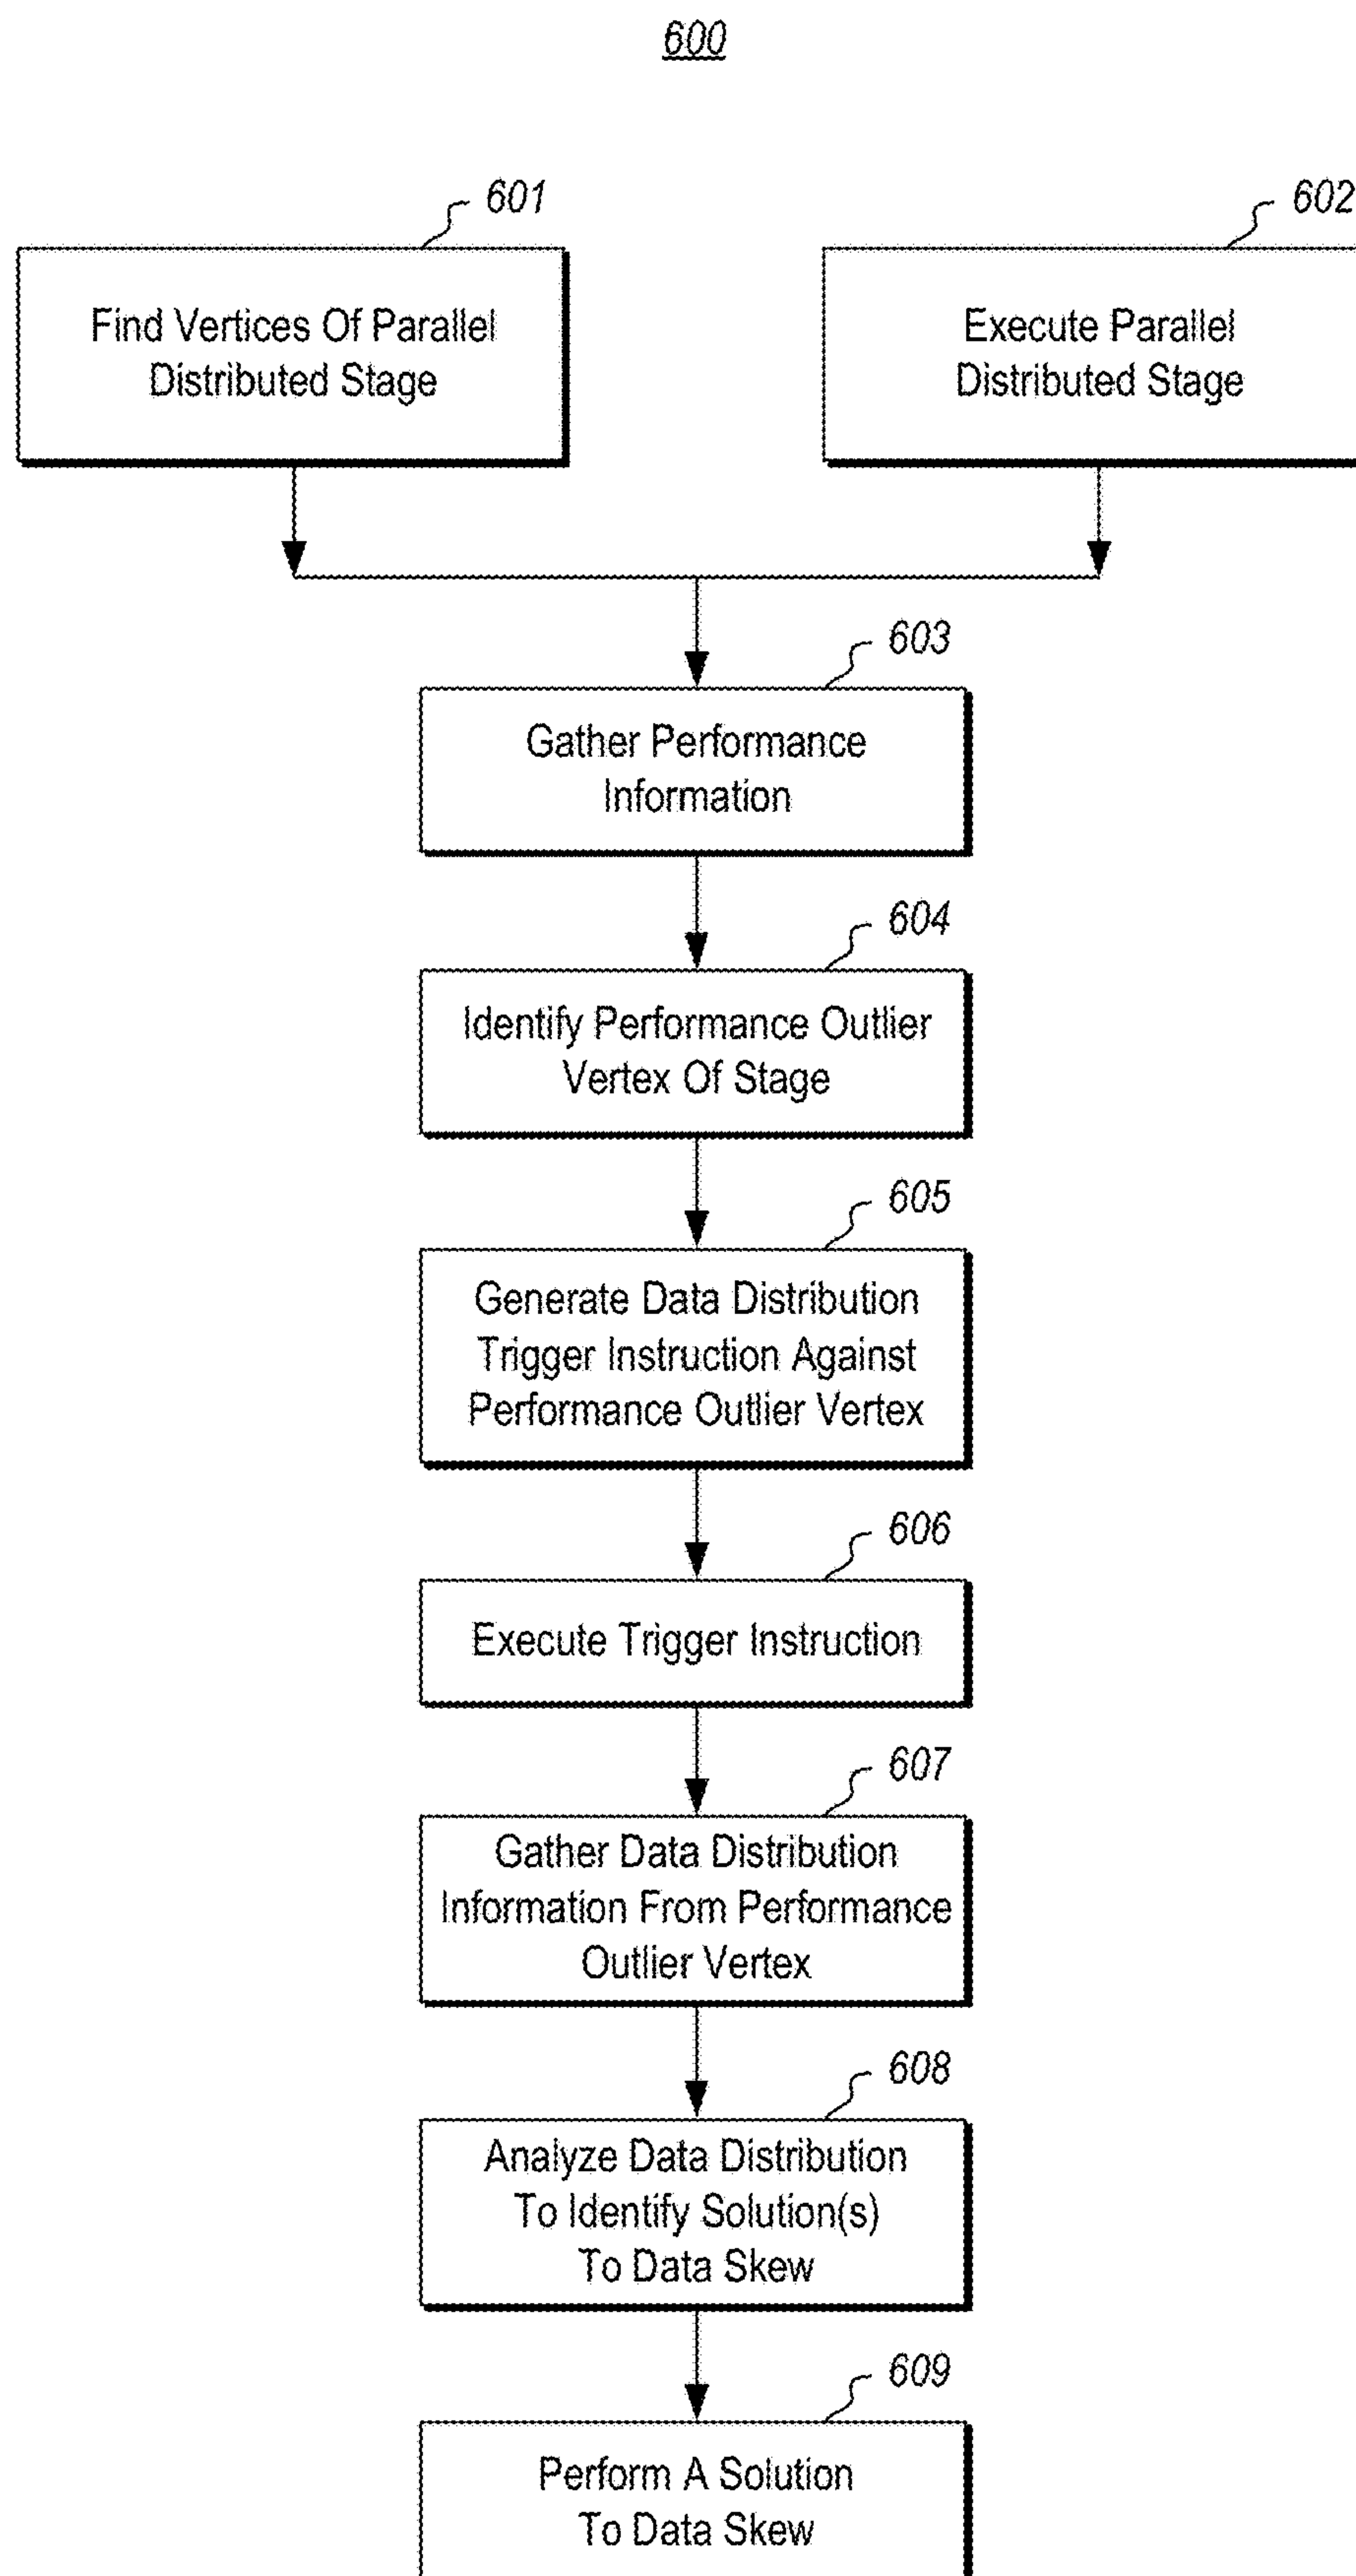 600
601
602
Find Vertices Of Parallel
Distributed Stage
Execute Parallel
Distributed Stage
603
Gather Performance
Information
604
Identify Performance Outlier
Vertex Of Stage
605
Generate Data Distribution
Trigger Instruction Against
Performance Outlier Vertex
606
Execute Trigger Instruction
607
Gather Data Distribution
Information From Performance
Outlier Vertex
608
Analyze Data Distribution
To Identify Solution(s)
To Data Skew
609
Perform A Solution
To Data Skew